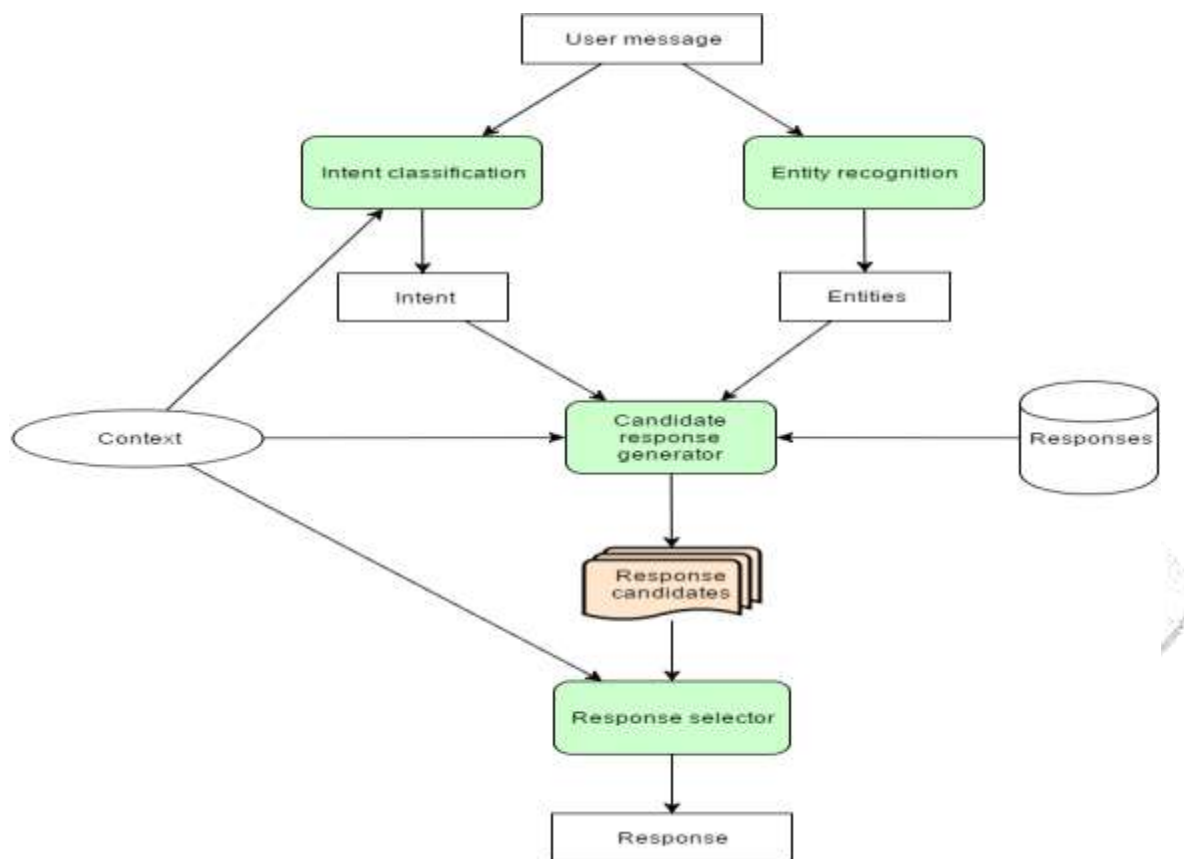 User message
Intent classification
Entity recognition
Intent
Entities
Context
Candidate
response
generator
Responses
Response
candidates
Response selector
Response